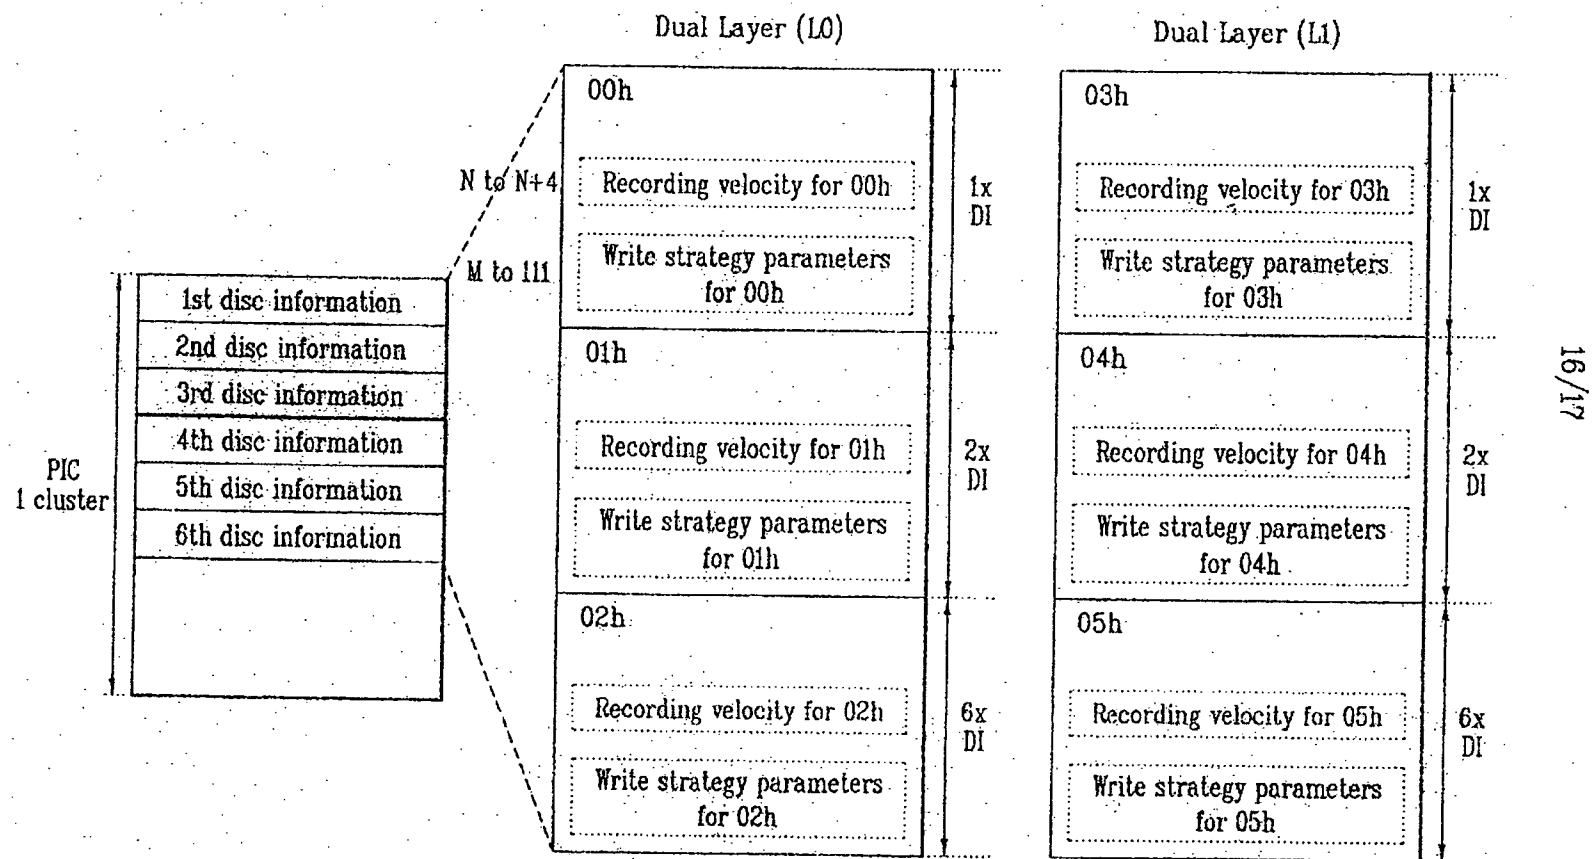 Dual Layer (L0)
Dual Layer (L1)
00h
N to N+4
Recording velocity for 00h
M to 111
Write strategy parameters
for 00h
1x
DI
03h
Recording velocity for 03h
Write strategy parameters
for 03h
1x
DI
PIC
1 cluster
1st disc information
2nd disc information
3rd disc information
4th disc information
5th disc information
6th disc information
01h
Recording velocity for 01h
Write strategy parameters
for 01h
2x
DI
04h
Recording velocity for 04h
Write strategy parameters
for 04h
2x
DI
02h
Recording velocity for 02h
Write strategy parameters
for 02h
6x
DI
05h
Recording velocity for 05h
Write strategy parameters
for 05h
6x
DI
16/17